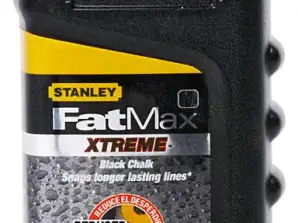 STANLEY
FatMax
XTREME
Black Chalk
Snaps longer lasting lines*
REDUCE EL DESPERDICIO